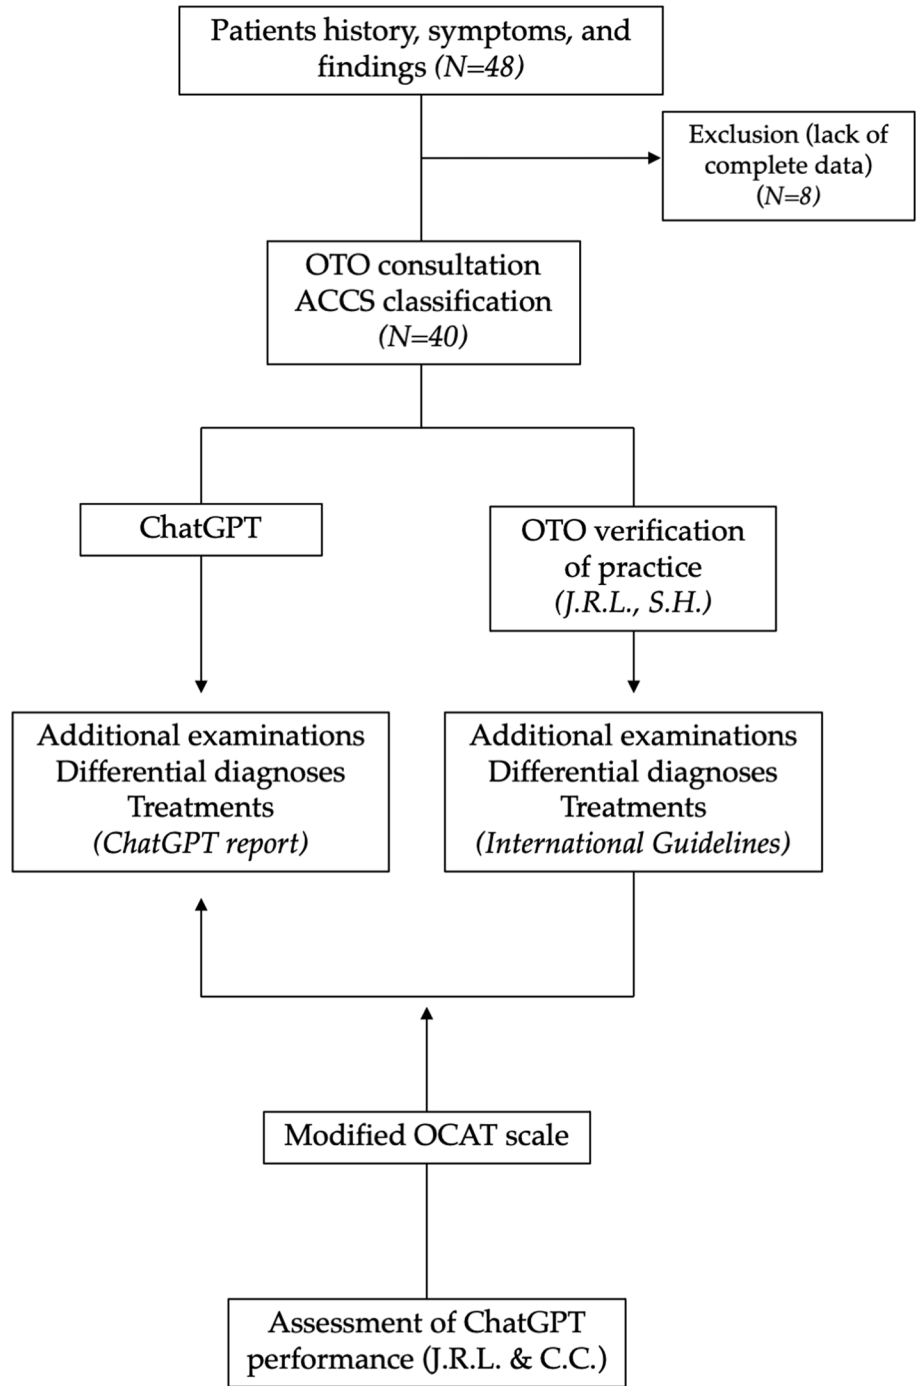 Patients history, symptoms, and
findings (N=48)
Exclusion (lack of
complete data)
(N=8)
OTO consultation
ACCS classification
(N=40)
ChatGPT
OTO verification
of practice
(J.R.L., S.H.)
Additional examinations
Differential diagnoses
Treatments
(ChatGPT report)
Additional examinations
Differential diagnoses
Treatments
(International Guidelines)
Modified OCAT scale
Assessment of ChatGPT
performance (J.R.L. & C.C.)